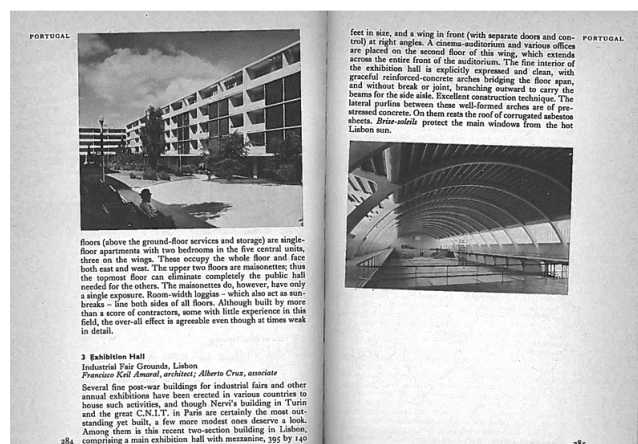 PORTUGAL
floors (above the ground-floor services and storage) are single-
floor apartments with two bedrooms in the five central units,
three on the wings. These occupy the whole floor and face
both east and west. The upper two floors are maisonettes; thus
the topmost floor can eliminate completely the public hall
needed for the others. The maisonettes do, however, have only
a single exposure. Room-width loggias – which also act as sun-
breaks – line both sides of all floors. Although built by more
than a score of contractors, some with little experience in this
field, the over-all effect is agreeable even though at times weak
in detail.
3 Exhibition Hall
Industrial Fair Grounds, Lisbon
Francisco Keil Amaral, architect; Alberto Cruz, associate
Several fine post-war buildings for industrial fairs and other
annual exhibitions have been erected in various countries to
house such activities, and though Nervi's building in Turin
and the great C.N.I.T. in Paris are certainly the most out-
standing yet built, a few more modest ones deserve a look.
Among them is this recent two-section building in Lisbon,
comprising a main exhibition hall with mezzanine, 395 by 140
284
feet in size, and a wing in front (with separate doors and con-
trol) at right angles. A cinema-auditorium and various offices
are placed on the second floor of this wing, which extends
across the entire front of the auditorium. The fine interior of
the exhibition hall is explicitly expressed and clean, with
graceful reinforced-concrete arches bridging the floor span,
and without break or joint, branching outward to carry the
beams for the side aisle. Excellent construction technique. The
lateral purlins between these well-formed arches are of pre-
stressed concrete. On them rests the roof of corrugated asbestos
sheets. Brise-soleils protect the main windows from the hot
Lisbon sun.
PORTUGAL
285